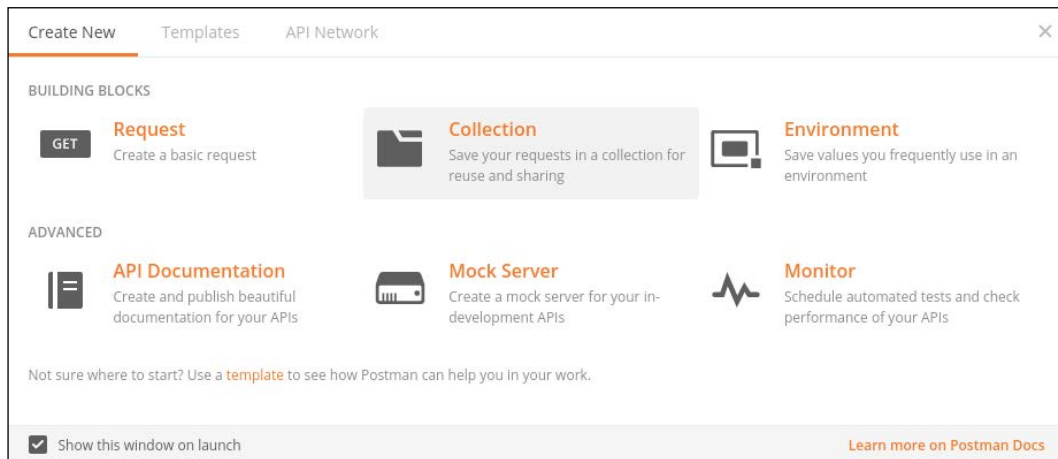 Create New Templates API Network
BUILDING BLOCKS
GET
Request
Create a basic request
Collection
Save your requests in a collection for
reuse and sharing
Environment
Save values you frequently use in an
environment
ADVANCED
API Documentation
Create and publish beautiful
documentation for your APIs
Mock Server
Create a mock server for your in-
development APIs
Monitor
Schedule automated tests and check
performance of your APIs
Not sure where to start? Use a template to see how Postman can help you in your work.
Show this window on launch
Learn more on Postman Docs